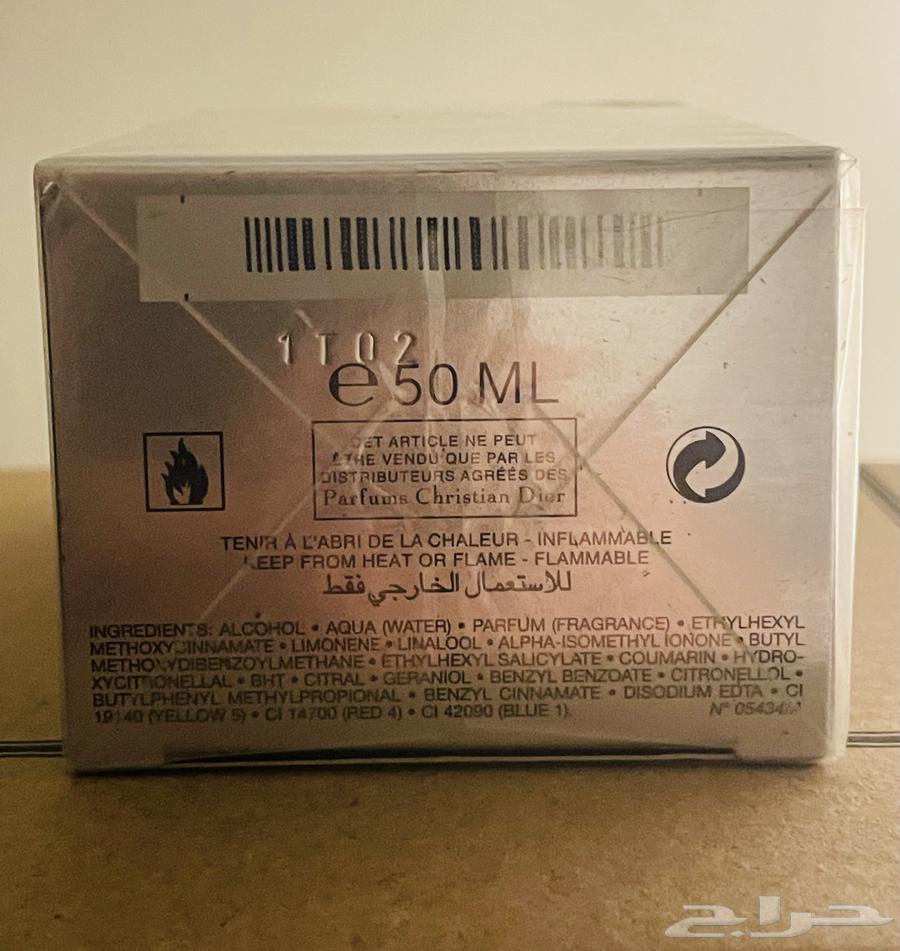 1T02
e 50 ML
CET ARTICLE NE PEUT
ÊTRE VENDU QUE PAR LES
DISTRIBUTEURS AGRÉÉS DES
Parfums Christian Dior
TENIR À L'ABRI DE LA CHALEUR - INFLAMMABLE
KEEP FROM HEAT OR FLAME - FLAMMABLE
للاستعمال الخارجي فقط
INGREDIENTS: ALCOHOL • AQUA (WATER) • PARFUM (FRAGRANCE) • ETHYLHEXYL
METHOXYCINNAMATE • LIMONENE • LINALOOL • ALPHA-ISOMETHYL IONONE • BUTYL
METHOXYDIBENZOYLMETHANE • ETHYLHEXYL SALICYLATE • COUMARIN • HYDRO-
XYCITRONELLAL • BHT • CITRAL • GERANIOL • BENZYL BENZOATE • CITRONELLOL •
BUTYLPHENYL METHYLPROPIONAL • BENZYL CINNAMATE • DISODIUM EDTA • CI
19140 (YELLOW 5) • CI 14700 (RED 4) • CI 42090 (BLUE 1).
N°
حراج